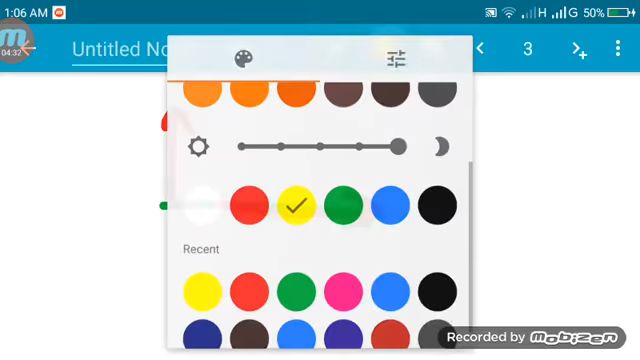 1:06 AM
H
G
50%
04:32
Untitled No
3
Recent
Recorded by Mobizen